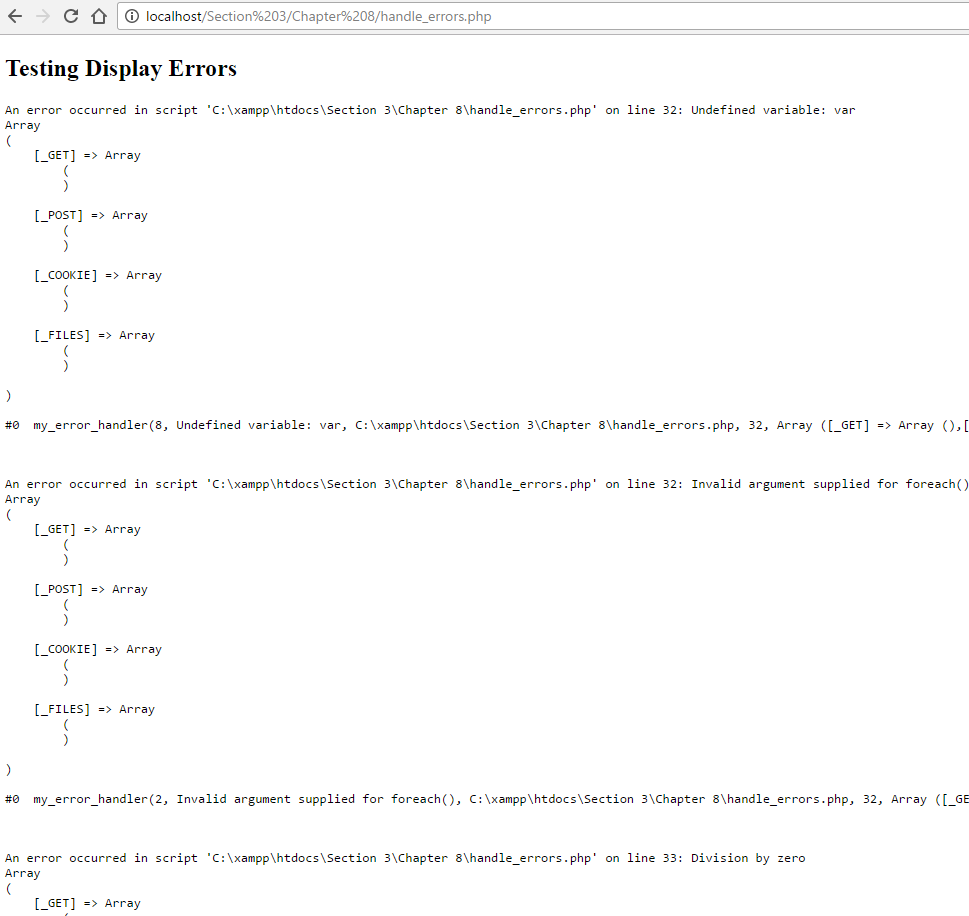 localhost/Section%203/Chapter%208/handle_errors.php
Testing Display Errors
An error occurred in script 'C:\xampp\htdocs\Section 3\Chapter 8\handle_errors.php' on line 32: Undefined variable: var
Array
(
    [_GET] => Array
        (
        )

    [_POST] => Array
        (
        )

    [_COOKIE] => Array
        (
        )

    [_FILES] => Array
        (
        )

)

#0  my_error_handler(8, Undefined variable: var, C:\xampp\htdocs\Section 3\Chapter 8\handle_errors.php, 32, Array ([_GET] => Array (),[

An error occurred in script 'C:\xampp\htdocs\Section 3\Chapter 8\handle_errors.php' on line 32: Invalid argument supplied for foreach()
Array
(
    [_GET] => Array
        (
        )

    [_POST] => Array
        (
        )

    [_COOKIE] => Array
        (
        )

    [_FILES] => Array
        (
        )

)

#0  my_error_handler(2, Invalid argument supplied for foreach(), C:\xampp\htdocs\Section 3\Chapter 8\handle_errors.php, 32, Array ([_GE

An error occurred in script 'C:\xampp\htdocs\Section 3\Chapter 8\handle_errors.php' on line 33: Division by zero
Array
(
    [_GET] => Array